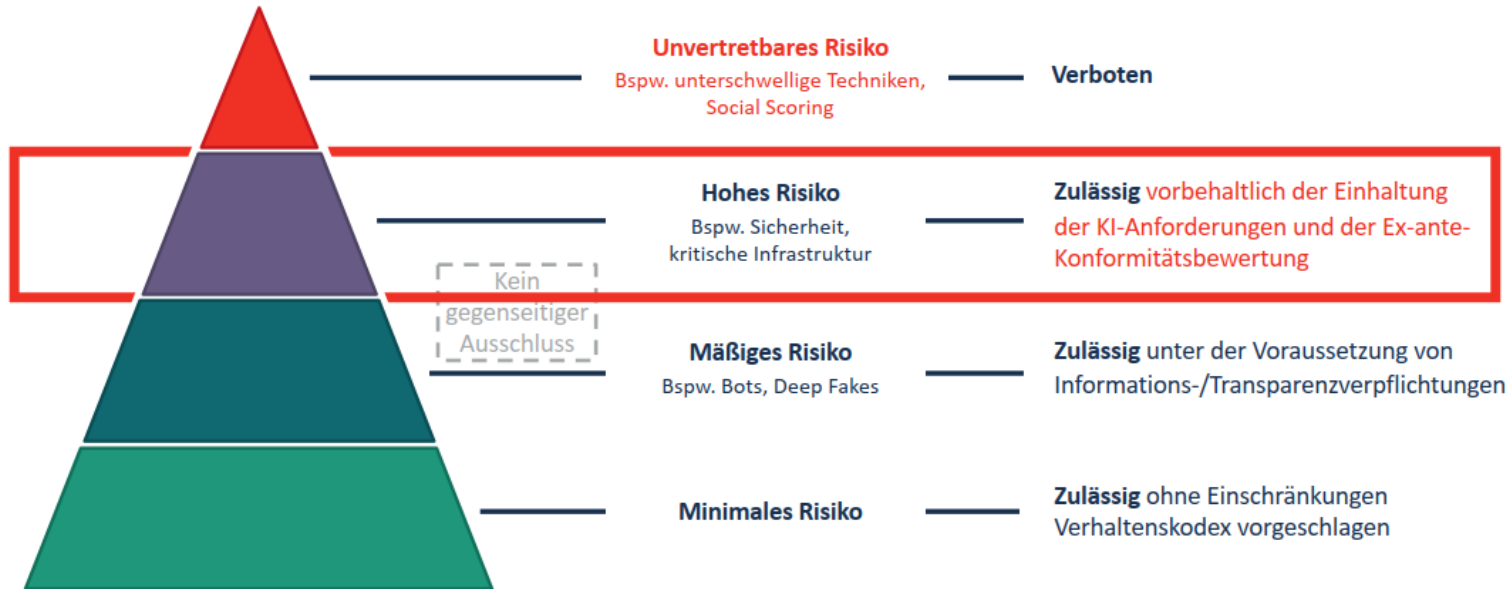 Unvertretbares Risiko
Bspw. unterschwellige Techniken,
Social Scoring
Verboten
Hohes Risiko
Bspw. Sicherheit,
kritische Infrastruktur
Zulässig vorbehaltlich der Einhaltung
der KI-Anforderungen und der Ex-ante-
Konformitätsbewertung
Kein
gegenseitiger
Ausschluss
Mäßiges Risiko
Bspw. Bots, Deep Fakes
Zulässig unter der Voraussetzung von
Informations-/Transparenzverpflichtungen
Minimales Risiko
Zulässig ohne Einschränkungen
Verhaltenskodex vorgeschlagen